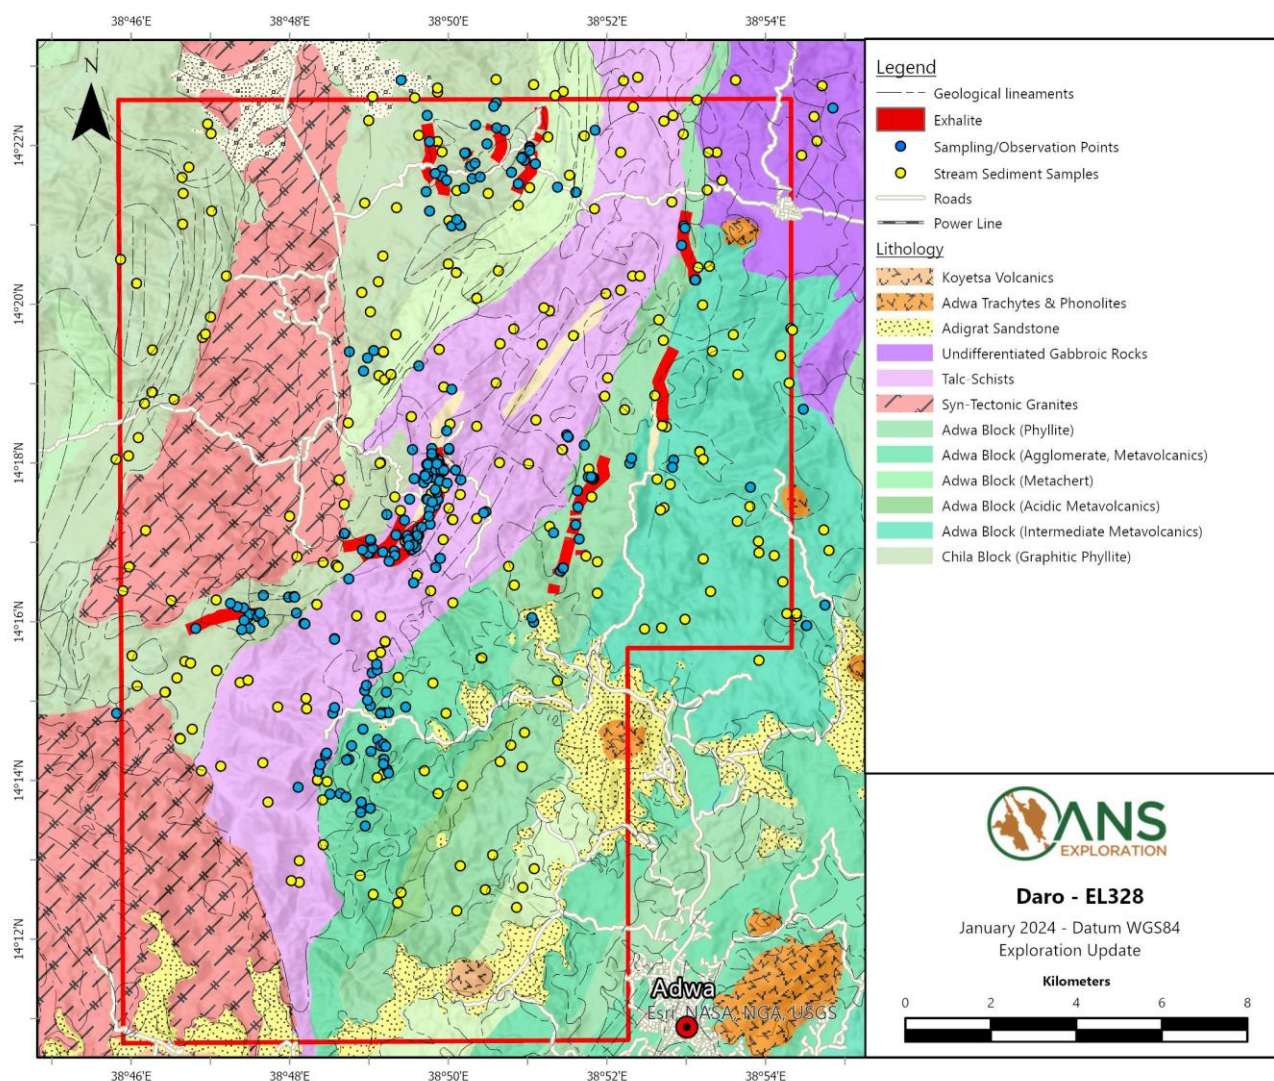 38°46'E 38°48'E 38°50'E 38°52'E 38°54'E
N
14°22'N
14°20'N
14°18'N
14°16'N
14°14'N
14°12'N
Adwa
Esri, NASA, NGA, USGS
38°46'E 38°48'E 38°50'E 38°52'E 38°54'E
Legend
Geological lineaments
Exhalite
Sampling/Observation Points
Stream Sediment Samples
Roads
Power Line
Lithology
Koyetsa Volcanics
Adwa Trachytes & Phonolites
Adigrat Sandstone
Undifferentiated Gabbroic Rocks
Talc-Schists
Syn-Tectonic Granites
Adwa Block (Phyllite)
Adwa Block (Agglomerate, Metavolcanics)
Adwa Block (Metachert)
Adwa Block (Acidic Metavolcanics)
Adwa Block (Intermediate Metavolcanics)
Chila Block (Graphitic Phyllite)
ANS
EXPLORATION
Daro - EL328
January 2024 - Datum WGS84
Exploration Update
Kilometers
0 2 4 6 8